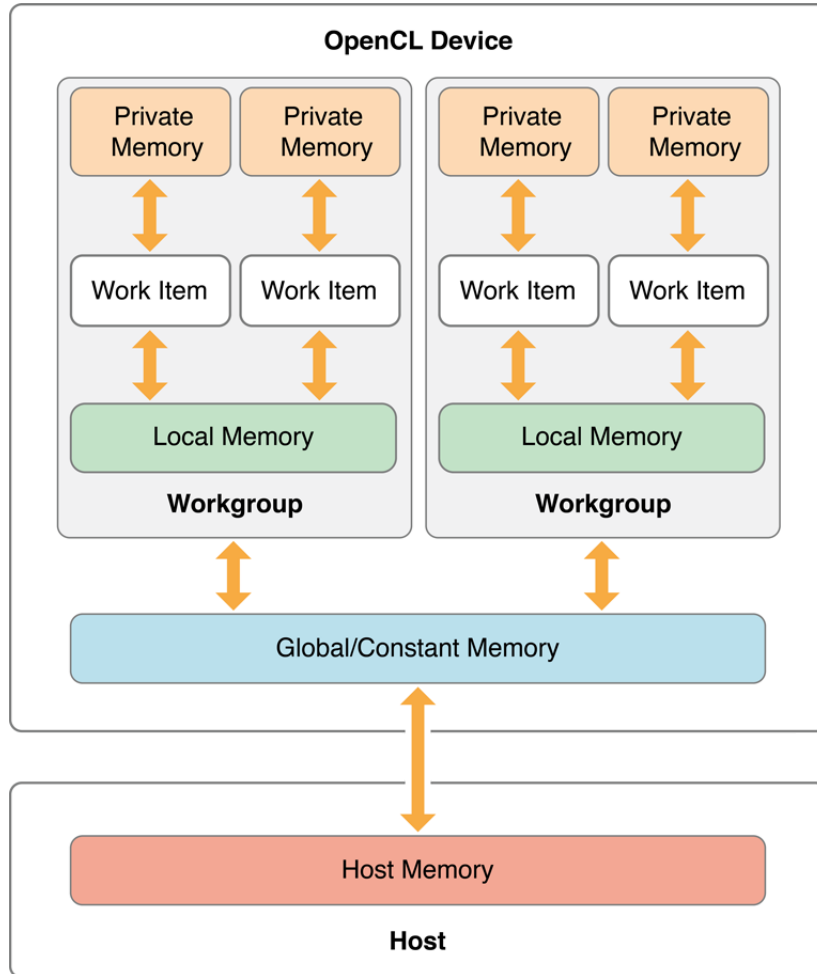 OpenCL Device
Private Memory
Private Memory
Private Memory
Private Memory
Work Item
Work Item
Work Item
Work Item
Local Memory
Local Memory
Workgroup
Workgroup
Global/Constant Memory
Host Memory
Host